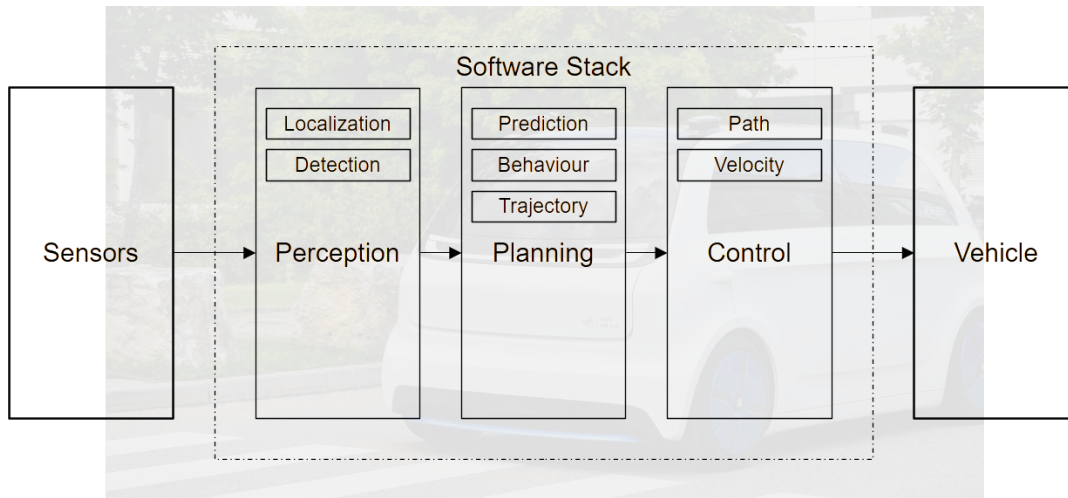 Software Stack
Localization
Detection
Prediction
Behaviour
Trajectory
Path
Velocity
Sensors
Perception
Planning
Control
Vehicle